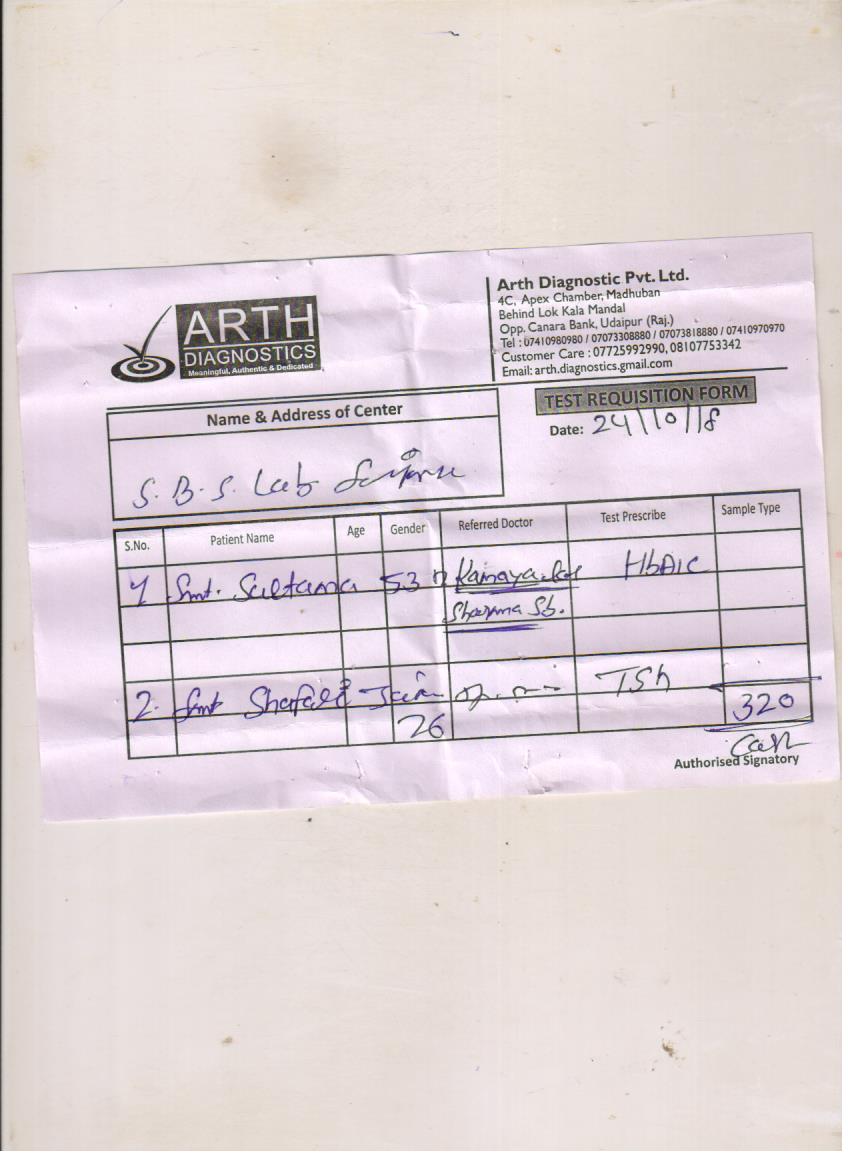 ARTH
DIAGNOSTICS
Meaningful, Authentic & Dedicated
Arth Diagnostic Pvt. Ltd.
4C, Apex Chamber, Madhuban
Behind Lok Kala Mandal
Opp. Canara Bank, Udaipur (Raj.)
Tel : 07410980980 / 07073308880 / 07073818880 / 07410970970
Customer Care : 07725992990, 08107753342
Email: arth.diagnostics.gmail.com
TEST REQUISITION FORM
Date: 24/10/18
Name & Address of Center
S.B.S. Lab
S.No. Patient Name Age Gender Referred Doctor Test Prescribe Sample Type
1 Smt. Sultana 53 HbA1c
Sharma Sb.
2. Smt Shefali Jain TSh
26 320
Cash
Authorised Signatory